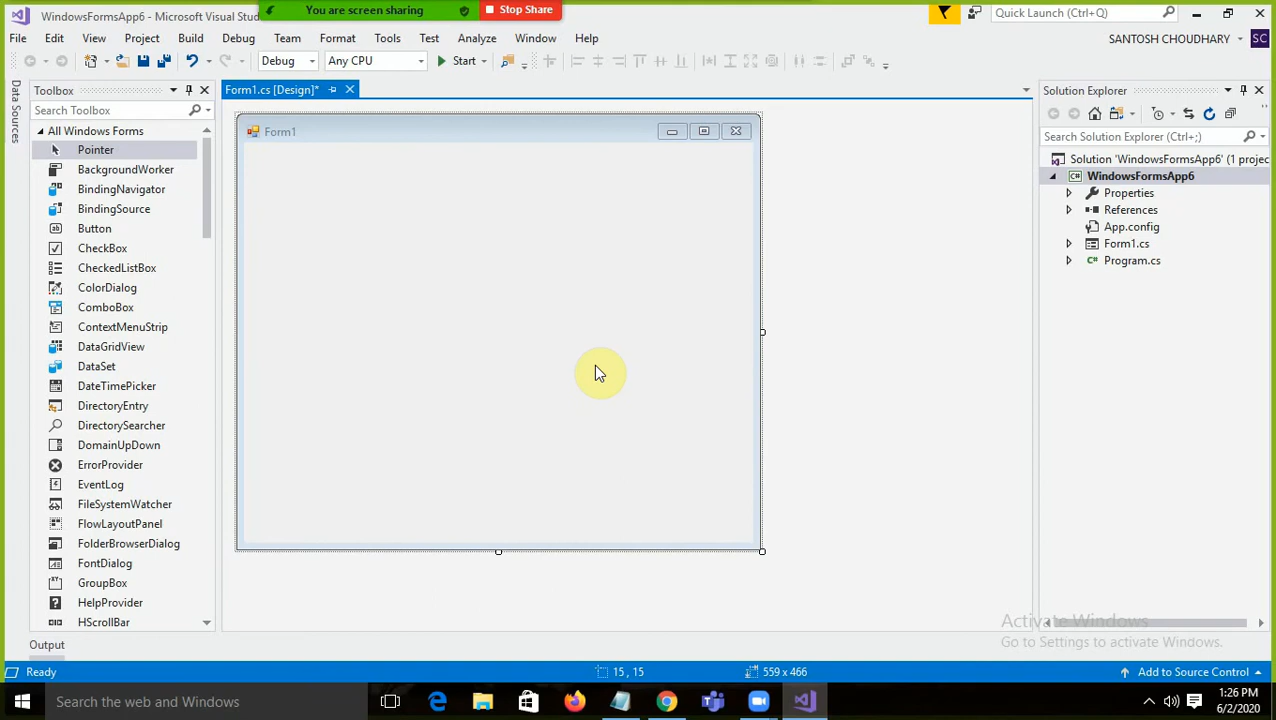 You are screen sharing
Stop Share
WindowsFormsApp6 - Microsoft Visual Stud
Quick Launch (Ctrl+Q)
File Edit View Project Build Debug Team Format Tools Test Analyze Window Help
SANTOSH CHOUDHARY
SC
Debug
Any CPU
Start
Data Sources
Toolbox
Search Toolbox
All Windows Forms
Pointer
BackgroundWorker
BindingNavigator
BindingSource
Button
CheckBox
CheckedListBox
ColorDialog
ComboBox
ContextMenuStrip
DataGridView
DataSet
DateTimePicker
DirectoryEntry
DirectorySearcher
DomainUpDown
ErrorProvider
EventLog
FileSystemWatcher
FlowLayoutPanel
FolderBrowserDialog
FontDialog
GroupBox
HelpProvider
HScrollBar
Form1.cs [Design]*
Form1
Solution Explorer
Search Solution Explorer (Ctrl+;)
Solution 'WindowsFormsApp6' (1 projec
C#
WindowsFormsApp6
Properties
References
App.config
Form1.cs
C#
Program.cs
Activate Windows
Go to Settings to activate Windows.
Output
Ready
15 , 15
559 x 466
Add to Source Control
Search the web and Windows
1:26 PM
6/2/2020